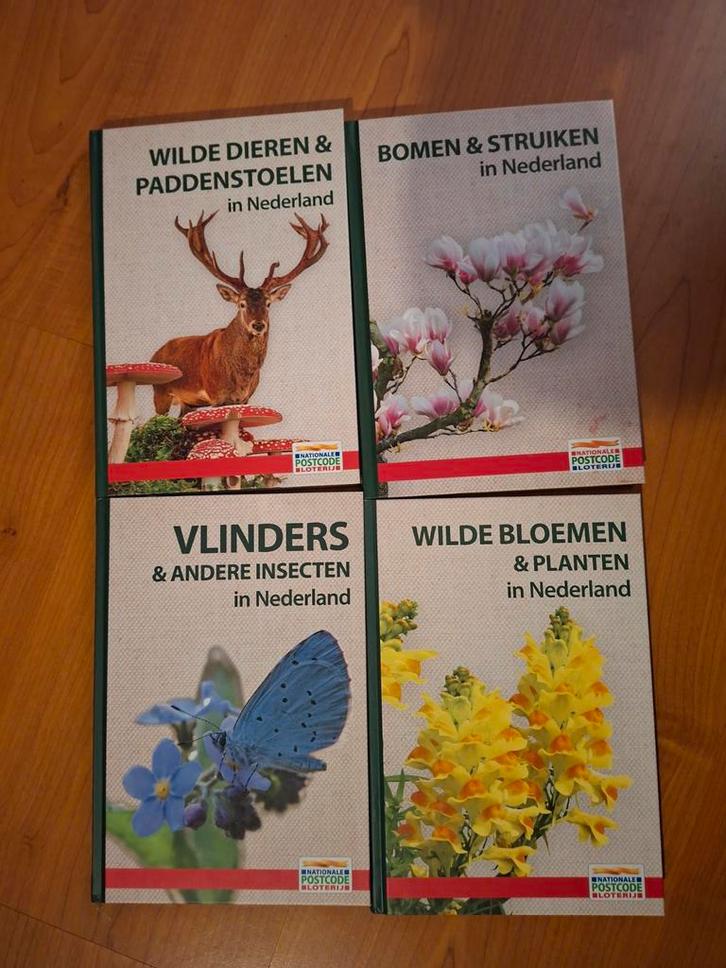 WILDE DIEREN &
PADDENSTOELEN
in Nederland
NATIONALE
POSTCODE
LOTERIJ
BOMEN & STRUIKEN
in Nederland
NATIONALE
POSTCODE
LOTERIJ
VLINDERS
& ANDERE INSECTEN
in Nederland
NATIONALE
POSTCODE
LOTERIJ
WILDE BLOEMEN
& PLANTEN
in Nederland
NATIONALE
POSTCODE
LOTERIJ